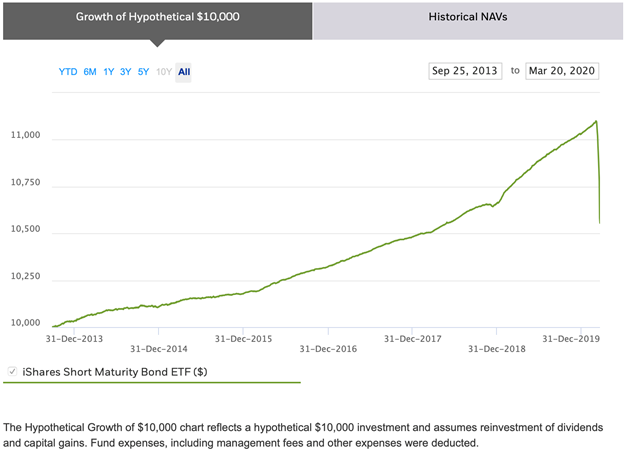 Growth of Hypothetical $10,000 Historical NAVs
YTD 6M 1Y 3Y 5Y 10Y All Sep 25, 2013 to Mar 20, 2020
11,000
10,750
10,500
10,250
10,000
31-Dec-2013 31-Dec-2015 31-Dec-2017 31-Dec-2019
31-Dec-2014 31-Dec-2016 31-Dec-2018
iShares Short Maturity Bond ETF ($)
The Hypothetical Growth of $10,000 chart reflects a hypothetical $10,000 investment and assumes reinvestment of dividends
and capital gains. Fund expenses, including management fees and other expenses were deducted.